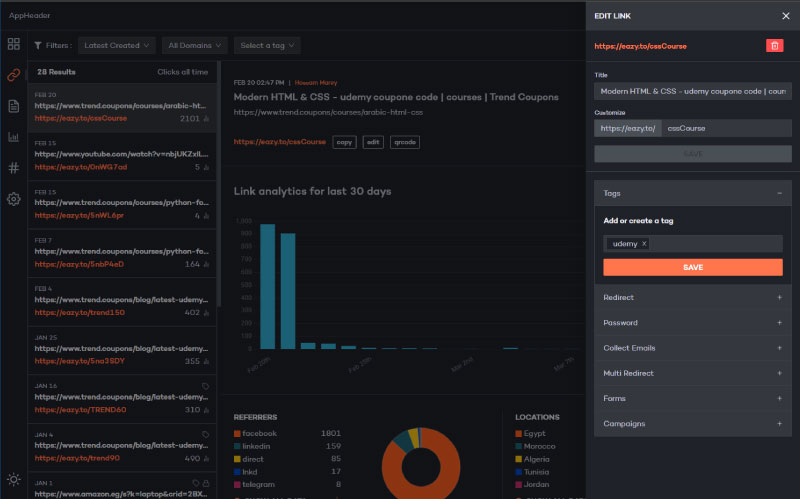 AppHeader
Filters :
Latest Created
All Domains
Select a tag
28 Results
Clicks all time
FEB 20
https://www.trend.coupons/courses/arabic-ht...
https://eazy.to/cssCourse
2101
FEB 15
https://www.youtube.com/watch?v=nbjUKZxlL...
https://eazy.to/0nWG7ad
5
FEB 15
https://www.trend.coupons/courses/python-fo...
https://eazy.to/5nWL6pr
4
FEB 7
https://www.trend.coupons/courses/python-fo...
https://eazy.to/5nbP4eD
164
FEB 4
https://www.trend.coupons/blog/latest-udemy...
https://eazy.to/trend150
402
JAN 25
https://www.trend.coupons/blog/latest-udemy...
https://eazy.to/5na3SDY
355
JAN 16
https://www.trend.coupons/blog/latest-udemy...
https://eazy.to/TREND60
310
JAN 4
https://www.trend.coupons/blog/latest-udemy...
https://eazy.to/trend90
490
JAN 1
https://www.amazon.eg/s?k=laptop&crid=2BX...
FEB 20 02:47 PM | Hossam Marey
Modern HTML & CSS - udemy coupone code | courses | Trend Coupons
https://www.trend.coupons/courses/arabic-html-css
https://eazy.to/cssCourse
copy
edit
qrcode
Link analytics for last 30 days
1,000
900
800
700
600
500
400
300
200
100
0
Feb 20th
Feb 25th
Mar 2nd
Mar 7th
REFERRERS
facebook 1801
linkedin 159
direct 85
lnkd 17
telegram 8
LOCATIONS
Egypt
Morocco
Algeria
Tunisia
Jordan
EDIT LINK
https://eazy.to/cssCourse
Title
Modern HTML & CSS - udemy coupone code | cours
Customize
https://eazy.to/
cssCourse
SAVE
Tags
Add or create a tag
udemy x
SAVE
Redirect
Password
Collect Emails
Multi Redirect
Forms
Campaigns